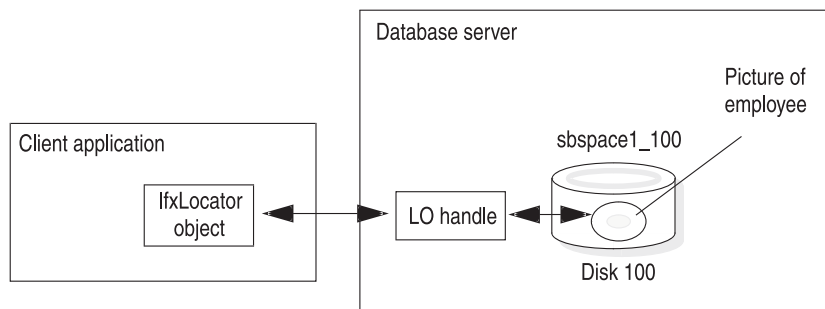 Database server
Picture of
employee
Client application
sbspace1_100
IfxLocator
object
LO handle
Disk 100